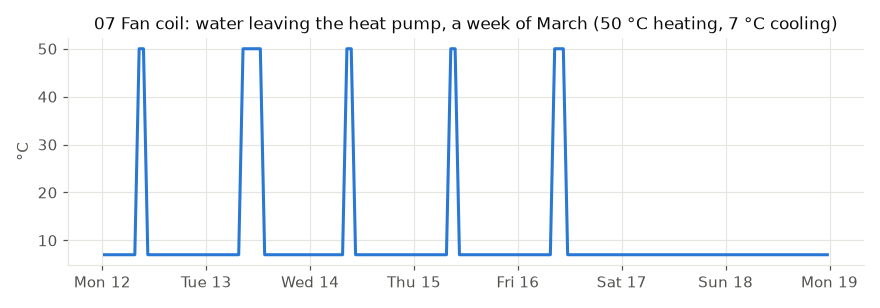 07 Fan coil: water leaving the heat pump, a week of March (50 °C heating, 7 °C cooling)
50
40
30
20
10
°C
Mon 12 Tue 13 Wed 14 Thu 15 Fri 16 Sat 17 Sun 18 Mon 19